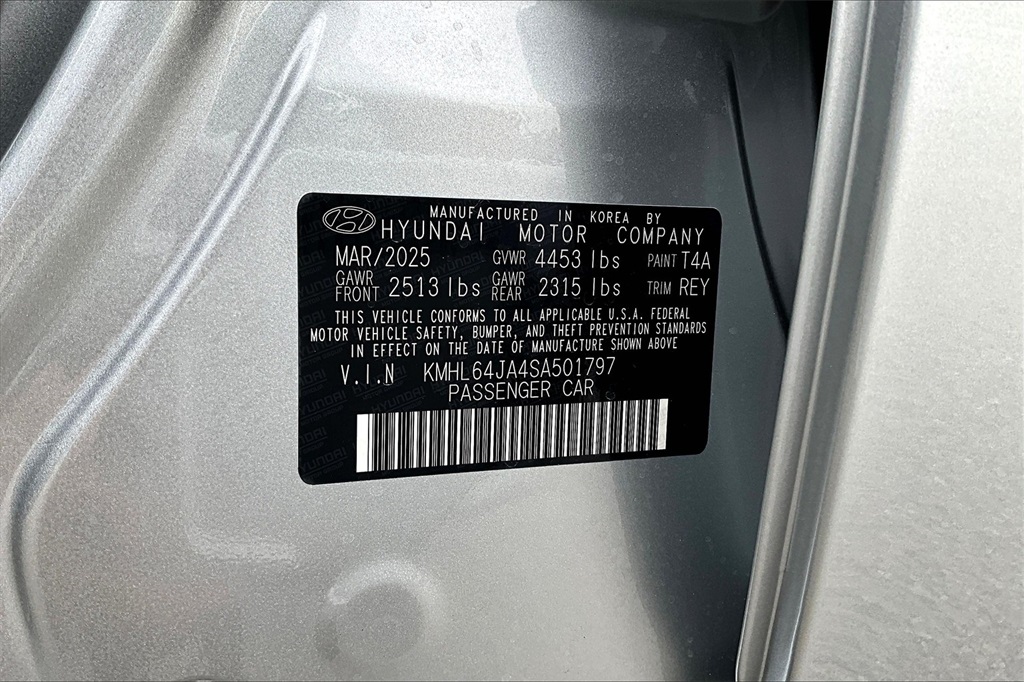 MANUFACTURED IN KOREA BY
HYUNDAI MOTOR COMPANY
MAR/2025 GVWR 4453 lbs PAINT T4A
GAWR FRONT 2513 lbs GAWR REAR 2315 lbs TRIM REY
THIS VEHICLE CONFORMS TO ALL APPLICABLE U.S.A. FEDERAL
MOTOR VEHICLE SAFETY, BUMPER, AND THEFT PREVENTION STANDARDS
IN EFFECT ON THE DATE OF MANUFACTURE SHOWN ABOVE
V.I.N KMHL64JA4SA501797
PASSENGER CAR